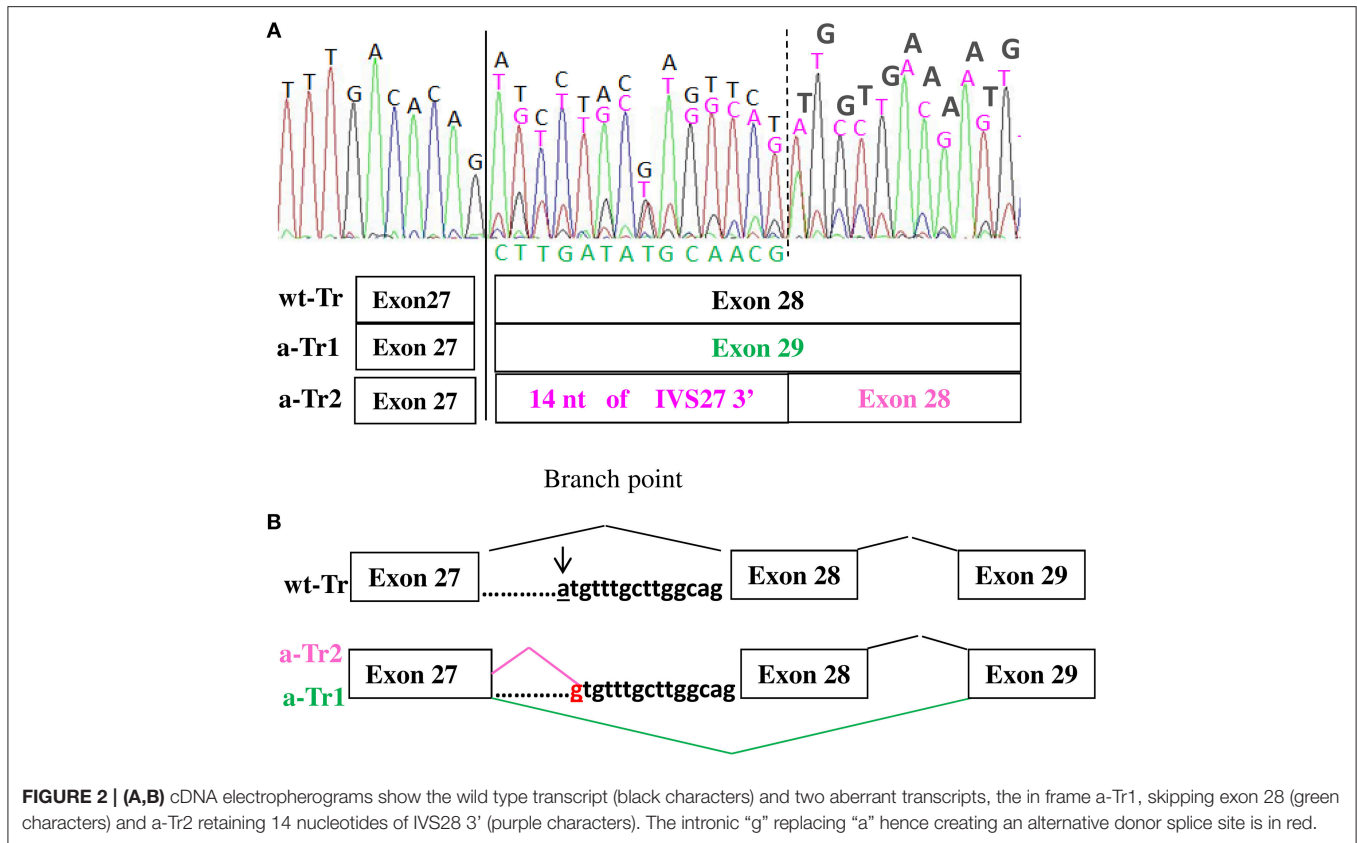 A
T T T G A C A C A G
A T C C T A C G A G T T C T T G G T G A A A A T G
T G T T T G C T T G G C A G A T C C T A C G A G T
C T T G A T A T G C A A C G
wt-Tr Exon27 Exon 28
a-Tr1 Exon 27 Exon 29
a-Tr2 Exon 27 14 nt of IVS27 3’ Exon 28
Branch point
B
wt-Tr Exon 27 ............atgtttgcttggcag Exon 28 Exon 29
a-Tr2
a-Tr1 Exon 27 ............gtgtttgcttggcag Exon 28 Exon 29
FIGURE 2 | (A,B) cDNA electropherograms show the wild type transcript (black characters) and two aberrant transcripts, the in frame a-Tr1, skipping exon 28 (green
characters) and a-Tr2 retaining 14 nucleotides of IVS28 3' (purple characters). The intronic “g” replacing “a” hence creating an alternative donor splice site is in red.